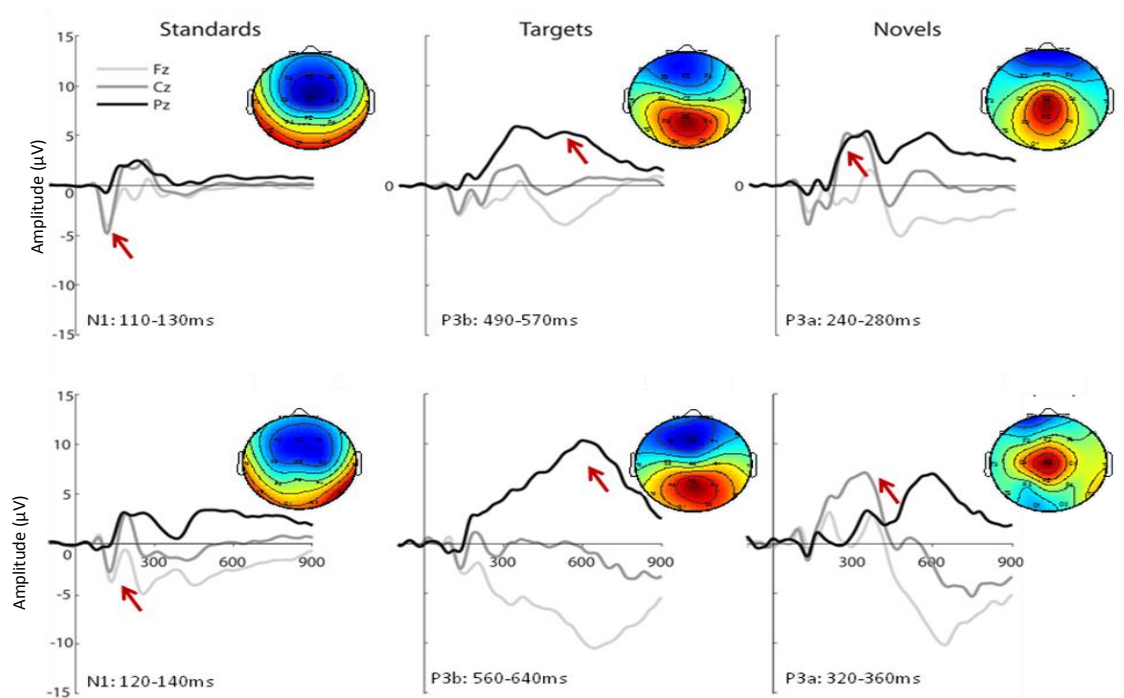 Standards
Targets
Novels
15
10
5
0
-5
-10
-15
Amplitude (µV)
Fz
Cz
Pz
0
0
N1: 110-130ms
P3b: 490-570ms
P3a: 240-280ms
15
10
5
0
-5
-10
-15
Amplitude (µV)
300
600
900
300
600
900
300
600
900
N1: 120-140ms
P3b: 560-640ms
P3a: 320-360ms